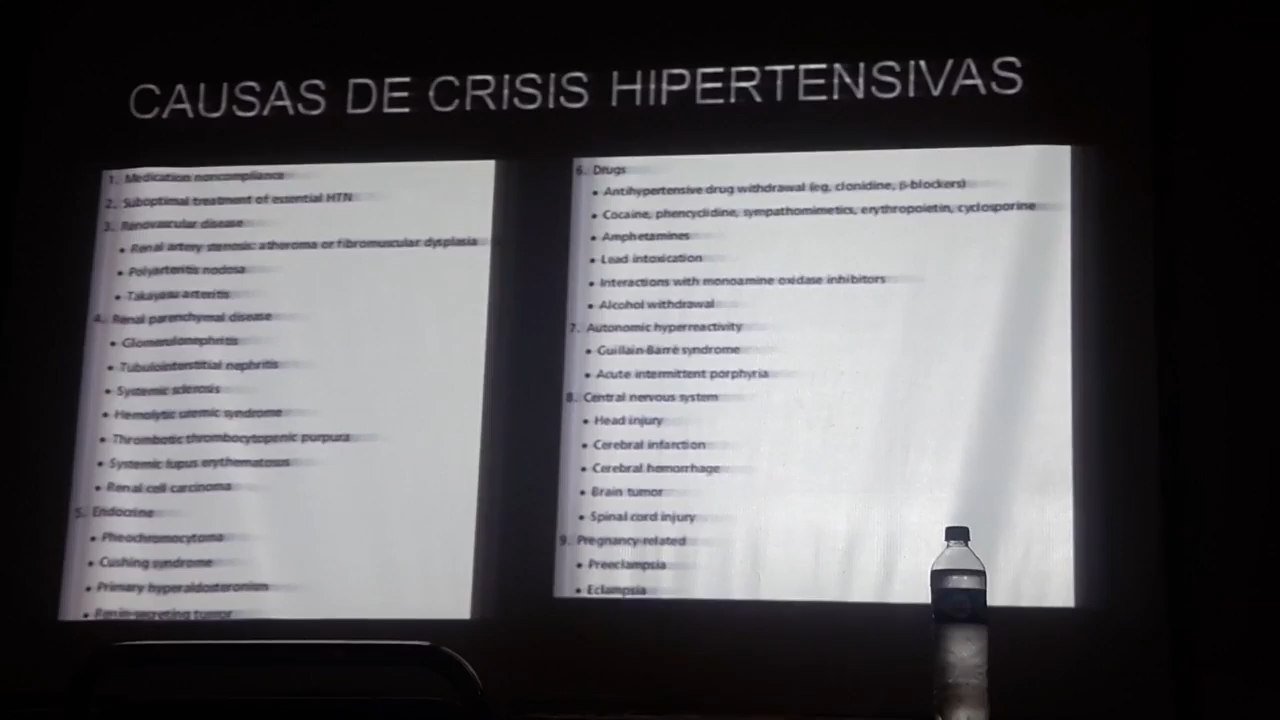 CAUSAS DE CRISIS HIPERTENSIVAS
1. Medication noncompliance
2. Suboptimal treatment of essential HTN
3. Renovascular disease
• Renal artery stenosis: atheroma or fibromuscular dysplasia
• Polyarteritis nodosa
• Takayasu arteritis
4. Renal parenchymal disease
• Glomerulonephritis
• Tubulointerstitial nephritis
• Systemic sclerosis
• Hemolytic uremic syndrome
• Thrombotic thrombocytopenic purpura
• Systemic lupus erythematosus
• Renal cell carcinoma
5. Endocrine
• Pheochromocytoma
• Cushing syndrome
• Primary hyperaldosteronism
• Renin-secreting tumor
6. Drugs
• Antihypertensive drug withdrawal (eg, clonidine, β-blockers)
• Cocaine, phencyclidine, sympathomimetics, erythropoietin, cyclosporine
• Amphetamines
• Lead intoxication
• Interactions with monoamine oxidase inhibitors
• Alcohol withdrawal
7. Autonomic hyperreactivity
• Guillain-Barré syndrome
• Acute intermittent porphyria
8. Central nervous system
• Head injury
• Cerebral infarction
• Cerebral hemorrhage
• Brain tumor
• Spinal cord injury
9. Pregnancy-related
• Preeclampsia
• Eclampsia